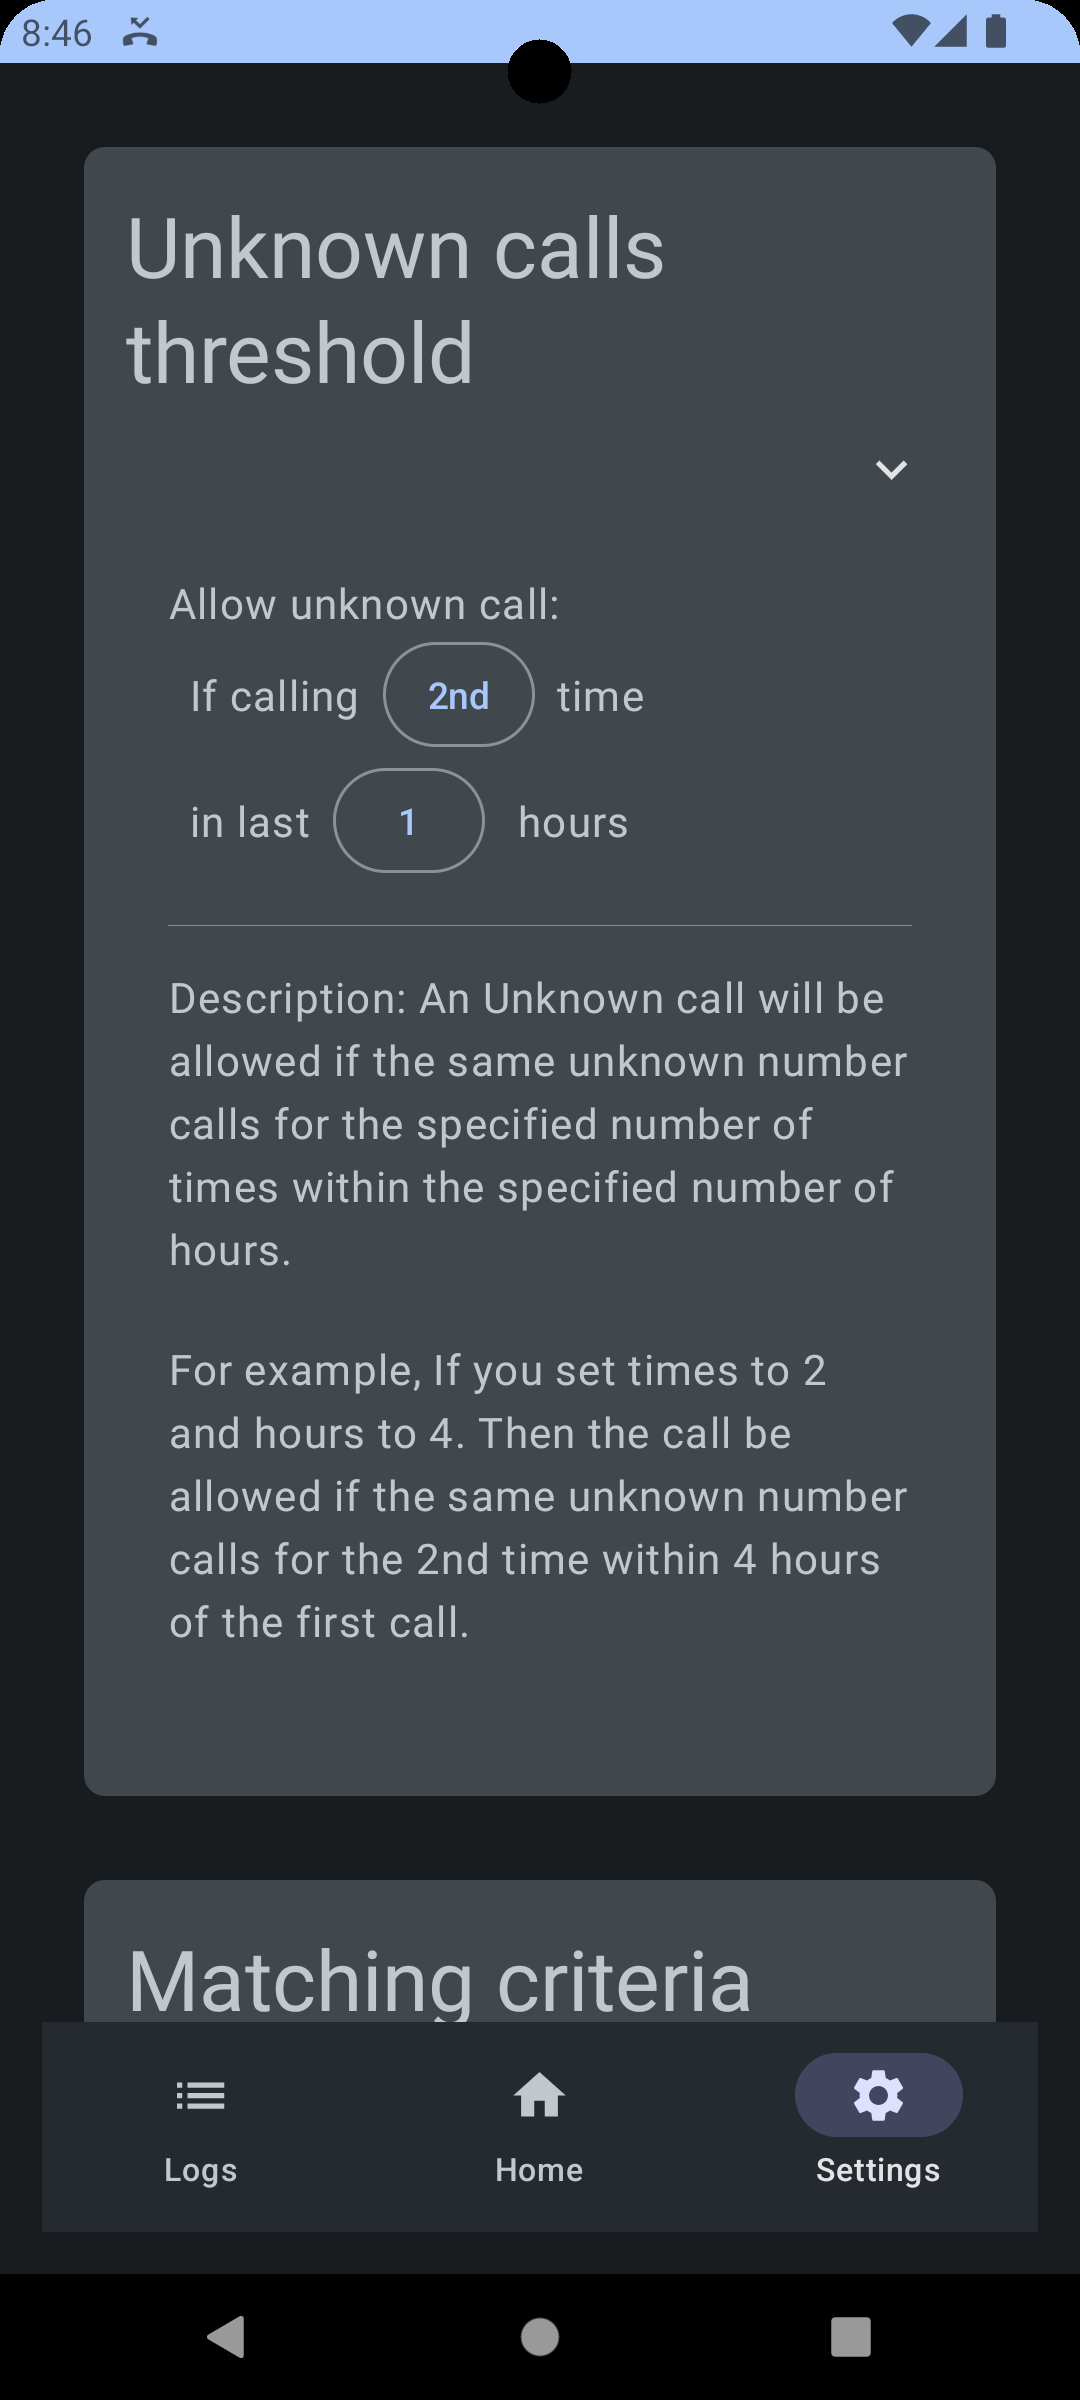 8:46
Unknown calls
threshold
Allow unknown call:
If calling 2nd time
in last 1 hours
Description: An Unknown call will be
allowed if the same unknown number
calls for the specified number of
times within the specified number of
hours.
For example, If you set times to 2
and hours to 4. Then the call be
allowed if the same unknown number
calls for the 2nd time within 4 hours
of the first call.
Matching criteria
Logs Home Settings